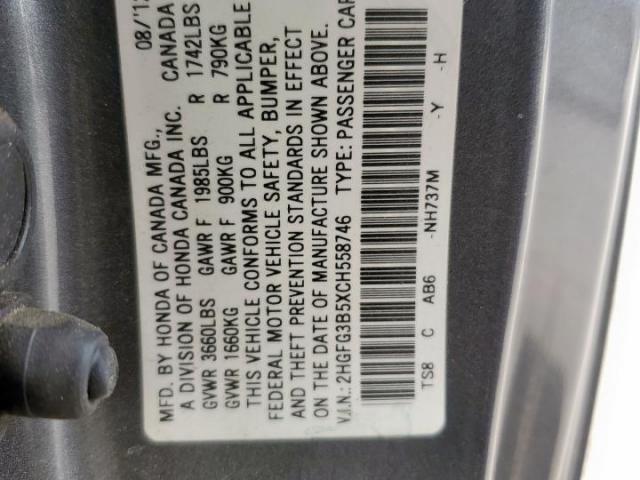 MFD. BY HONDA OF CANADA MFG., 08/'12
A DIVISION OF HONDA CANADA INC. CANADA
GVWR 3660LBS GAWR F 1985LBS R 1742LBS
GVWR 1660KG GAWR F 900KG R 790KG
THIS VEHICLE CONFORMS TO ALL APPLICABLE
FEDERAL MOTOR VEHICLE SAFETY, BUMPER,
AND THEFT PREVENTION STANDARDS IN EFFECT
ON THE DATE OF MANUFACTURE SHOWN ABOVE.
V.I.N.: 2HGFG3B5XCH558746 TYPE: PASSENGER CAR
TS8 C AB6 -NH737M -Y -H